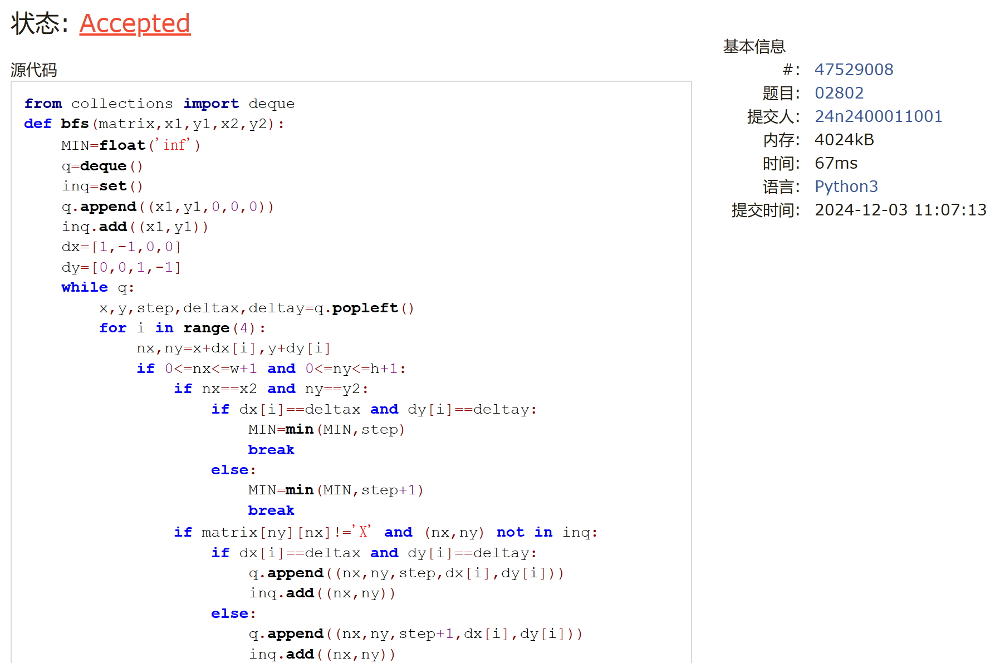 状态: Accepted
源代码
from collections import deque
def bfs(matrix,x1,y1,x2,y2):
    MIN=float('inf')
    q=deque()
    inq=set()
    q.append((x1,y1,0,0,0))
    inq.add((x1,y1))
    dx=[1,-1,0,0]
    dy=[0,0,1,-1]
    while q:
        x,y,step,deltax,deltay=q.popleft()
        for i in range(4):
            nx,ny=x+dx[i],y+dy[i]
            if 0<=nx<=w+1 and 0<=ny<=h+1:
                if nx==x2 and ny==y2:
                    if dx[i]==deltax and dy[i]==deltay:
                        MIN=min(MIN,step)
                        break
                    else:
                        MIN=min(MIN,step+1)
                        break
                if matrix[ny][nx]!='X' and (nx,ny) not in inq:
                    if dx[i]==deltax and dy[i]==deltay:
                        q.append((nx,ny,step,dx[i],dy[i]))
                        inq.add((nx,ny))
                    else:
                        q.append((nx,ny,step+1,dx[i],dy[i]))
                        inq.add((nx,ny))
基本信息
#: 47529008
题目: 02802
提交人: 24n2400011001
内存: 4024kB
时间: 67ms
语言: Python3
提交时间: 2024-12-03 11:07:13